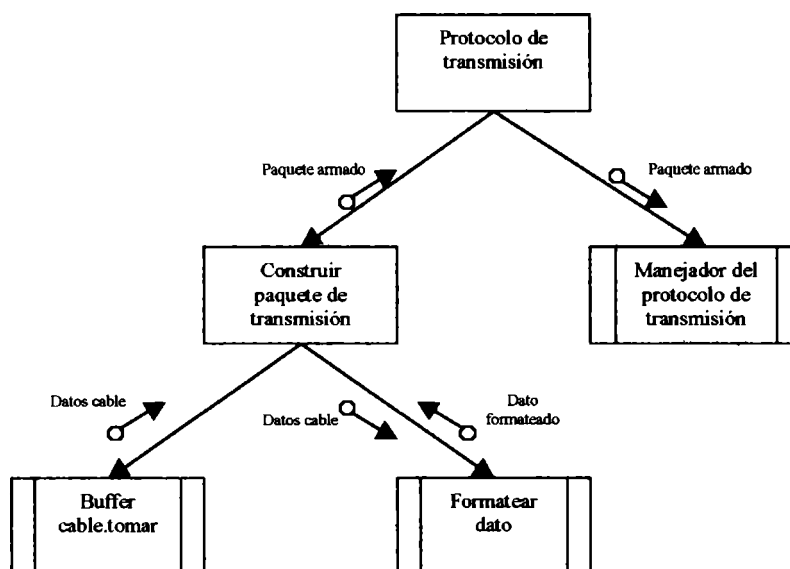 Protocolo de
transmisión
Paquete armado
Paquete armado
Construir
paquete de
transmisión
Manejador del
protocolo de
transmisión
Datos cable
Datos cable
Dato
formateado
Buffer
cable.tomar
Formatear
dato